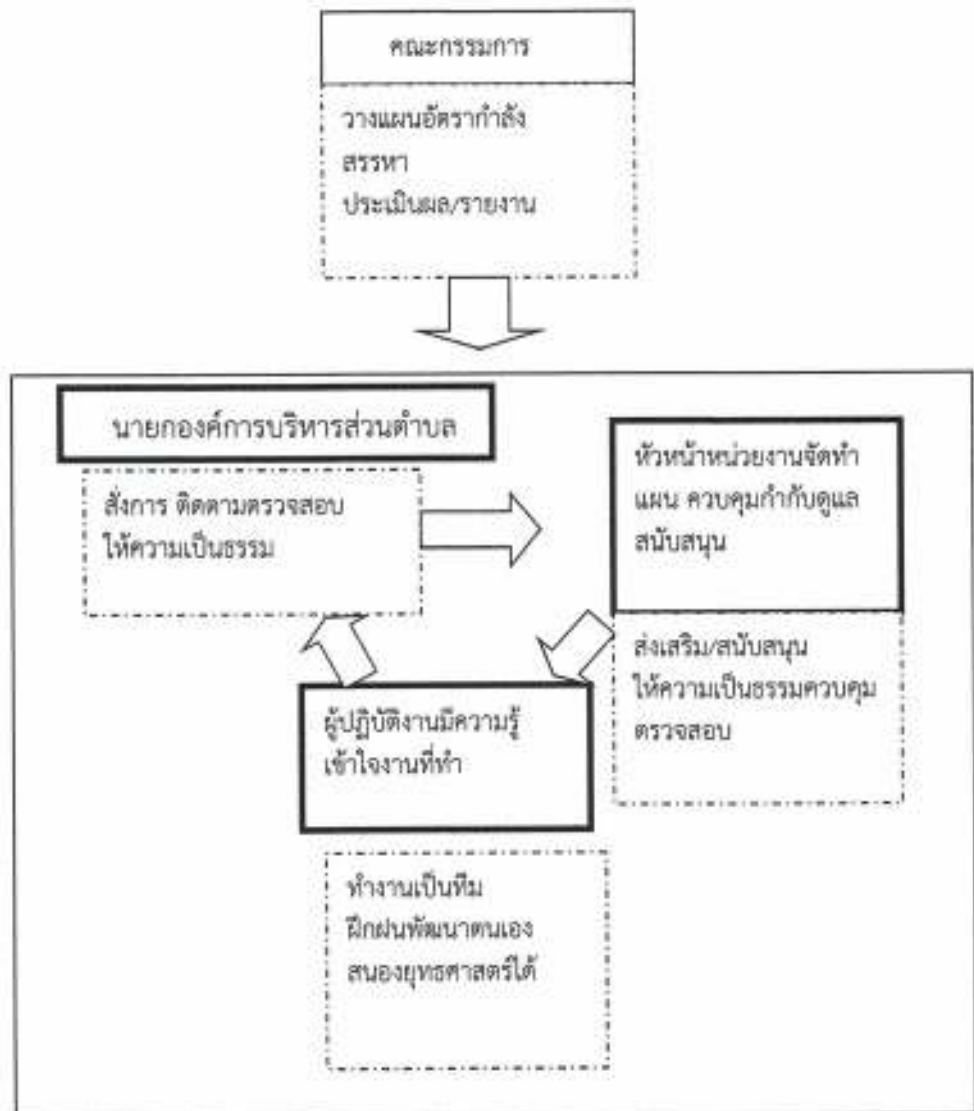 คณะกรรมการ
วางแผนอัตรากำลัง
สรรหา
ประเมินผล/รายงาน
นายกองค์การบริหารส่วนตำบล
สั่งการ ติดตามตรวจสอบ
ให้ความเป็นธรรม
หัวหน้าหน่วยงานจัดทำ
แผน ควบคุมกำกับดูแล
สนับสนุน
ส่งเสริม/สนับสนุน
ให้ความเป็นธรรมควบคุม
ตรวจสอบ
ผู้ปฏิบัติงานมีความรู้
เข้าใจงานที่ทำ
ทำงานเป็นทีม
ฝึกฝนพัฒนาตนเอง
สนองยุทธศาสตร์ได้